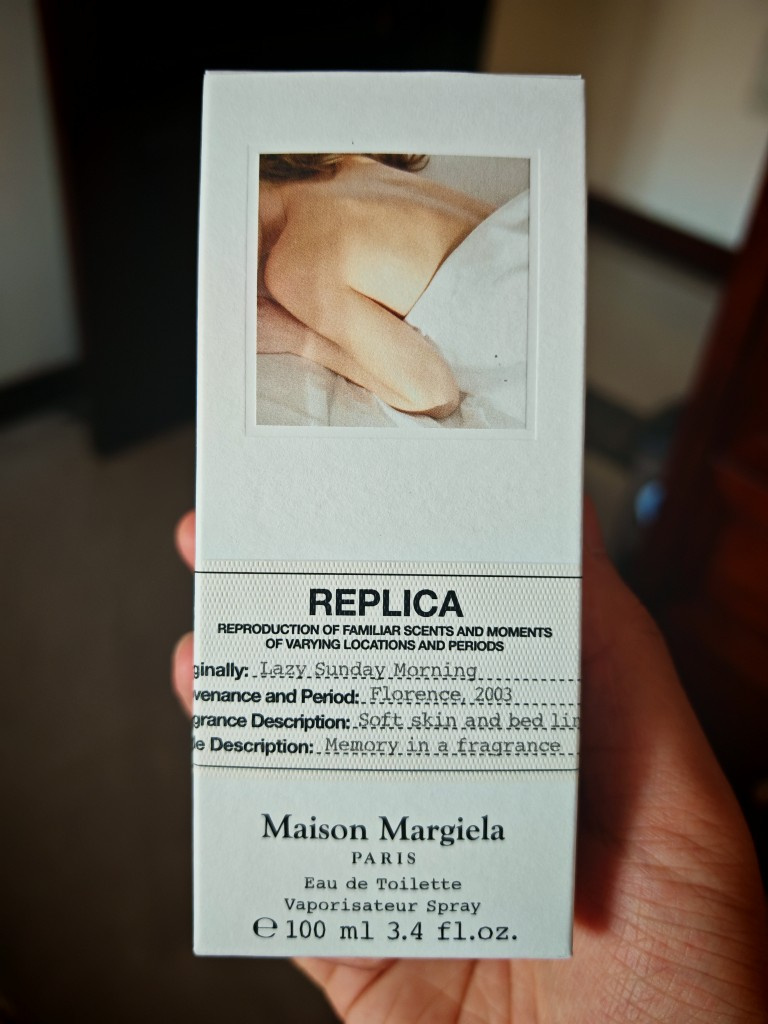 REPLICA
REPRODUCTION OF FAMILIAR SCENTS AND MOMENTS
OF VARYING LOCATIONS AND PERIODS
ginally: Lazy Sunday Morning
venance and Period: Florence, 2003
grance Description: Soft skin and bed lin
e Description: Memory in a fragrance
Maison Margiela
PARIS
Eau de Toilette
Vaporisateur Spray
℮ 100 ml 3.4 fl.oz.